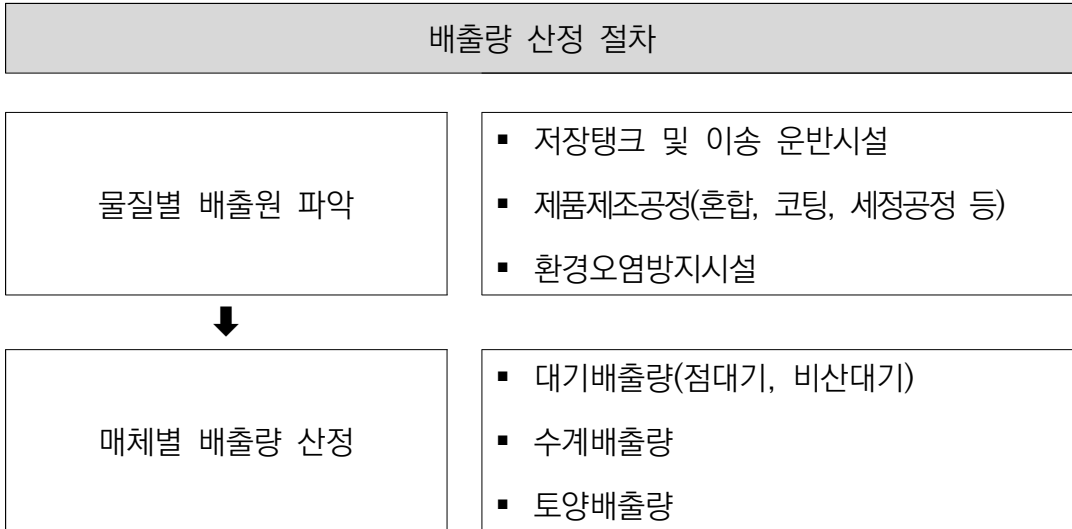 배출량 산정 절차
물질별 배출원 파악
▪ 저장탱크 및 이송 운반시설
▪ 제품제조공정(혼합, 코팅, 세정공정 등)
▪ 환경오염방지시설
매체별 배출량 산정
▪ 대기배출량(점대기, 비산대기)
▪ 수계배출량
▪ 토양배출량